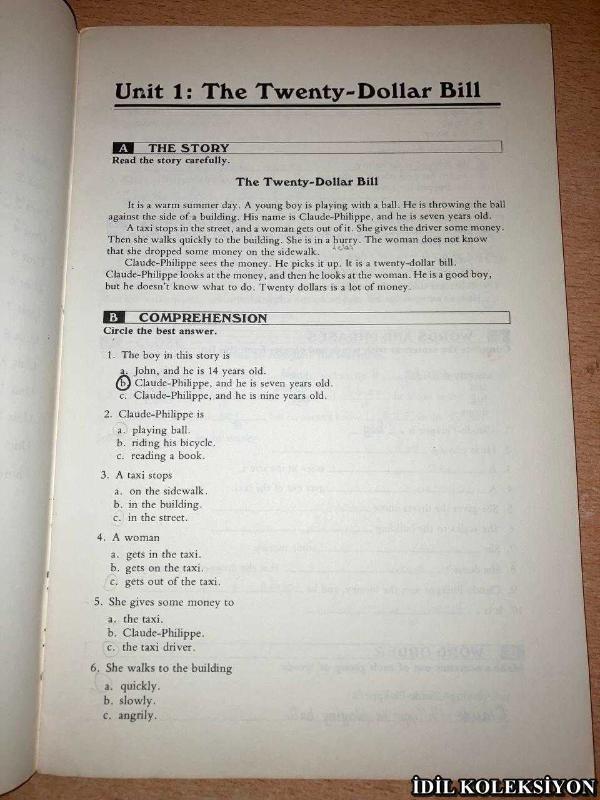 Unit 1: The Twenty-Dollar Bill
A THE STORY
Read the story carefully.
The Twenty-Dollar Bill
It is a warm summer day. A young boy is playing with a ball. He is throwing the ball
against the side of a building. His name is Claude-Philippe, and he is seven years old.
A taxi stops in the street, and a woman gets out of it. She gives the driver some money.
Then she walks quickly to the building. She is in a hurry. The woman does not know
that she dropped some money on the sidewalk.
Claude-Philippe sees the money. He picks it up. It is a twenty-dollar bill.
Claude-Philippe looks at the money, and then he looks at the woman. He is a good boy,
but he doesn't know what to do. Twenty dollars is a lot of money.
B COMPREHENSION
Circle the best answer.
1. The boy in this story is
a. John, and he is 14 years old.
b. Claude-Philippe, and he is seven years old.
c. Claude-Philippe, and he is nine years old.
2. Claude-Philippe is
a. playing ball.
b. riding his bicycle.
c. reading a book.
3. A taxi stops
a. on the sidewalk.
b. in the building.
c. in the street.
4. A woman
a. gets in the taxi.
b. gets on the taxi.
c. gets out of the taxi.
5. She gives some money to
a. the taxi.
b. Claude-Philippe.
c. the taxi driver.
6. She walks to the building
a. quickly.
b. slowly.
c. angrily.
İDİL KOLEKSİYON